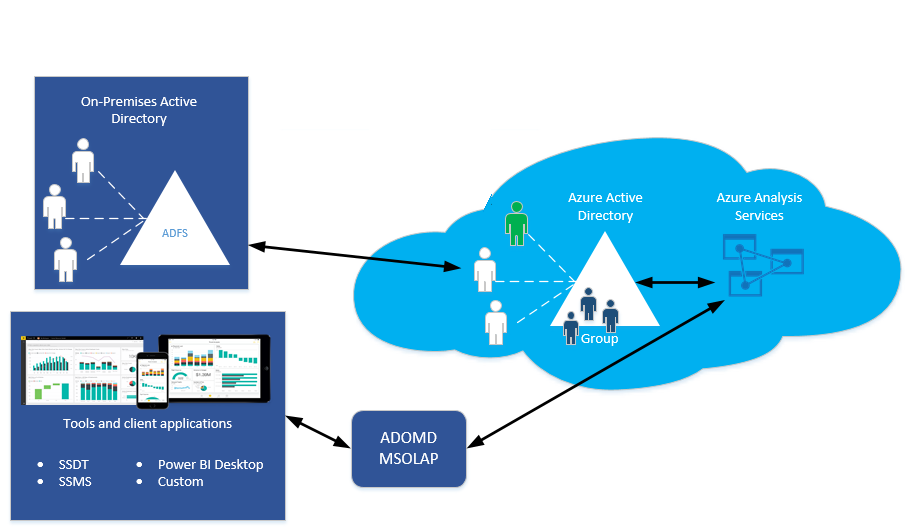 On-Premises Active
Directory
ADFS
Azure Active
Directory
Group
Azure Analysis
Services
Tools and client applications
• SSDT
• SSMS
• Power BI Desktop
• Custom
ADOMD
MSOLAP